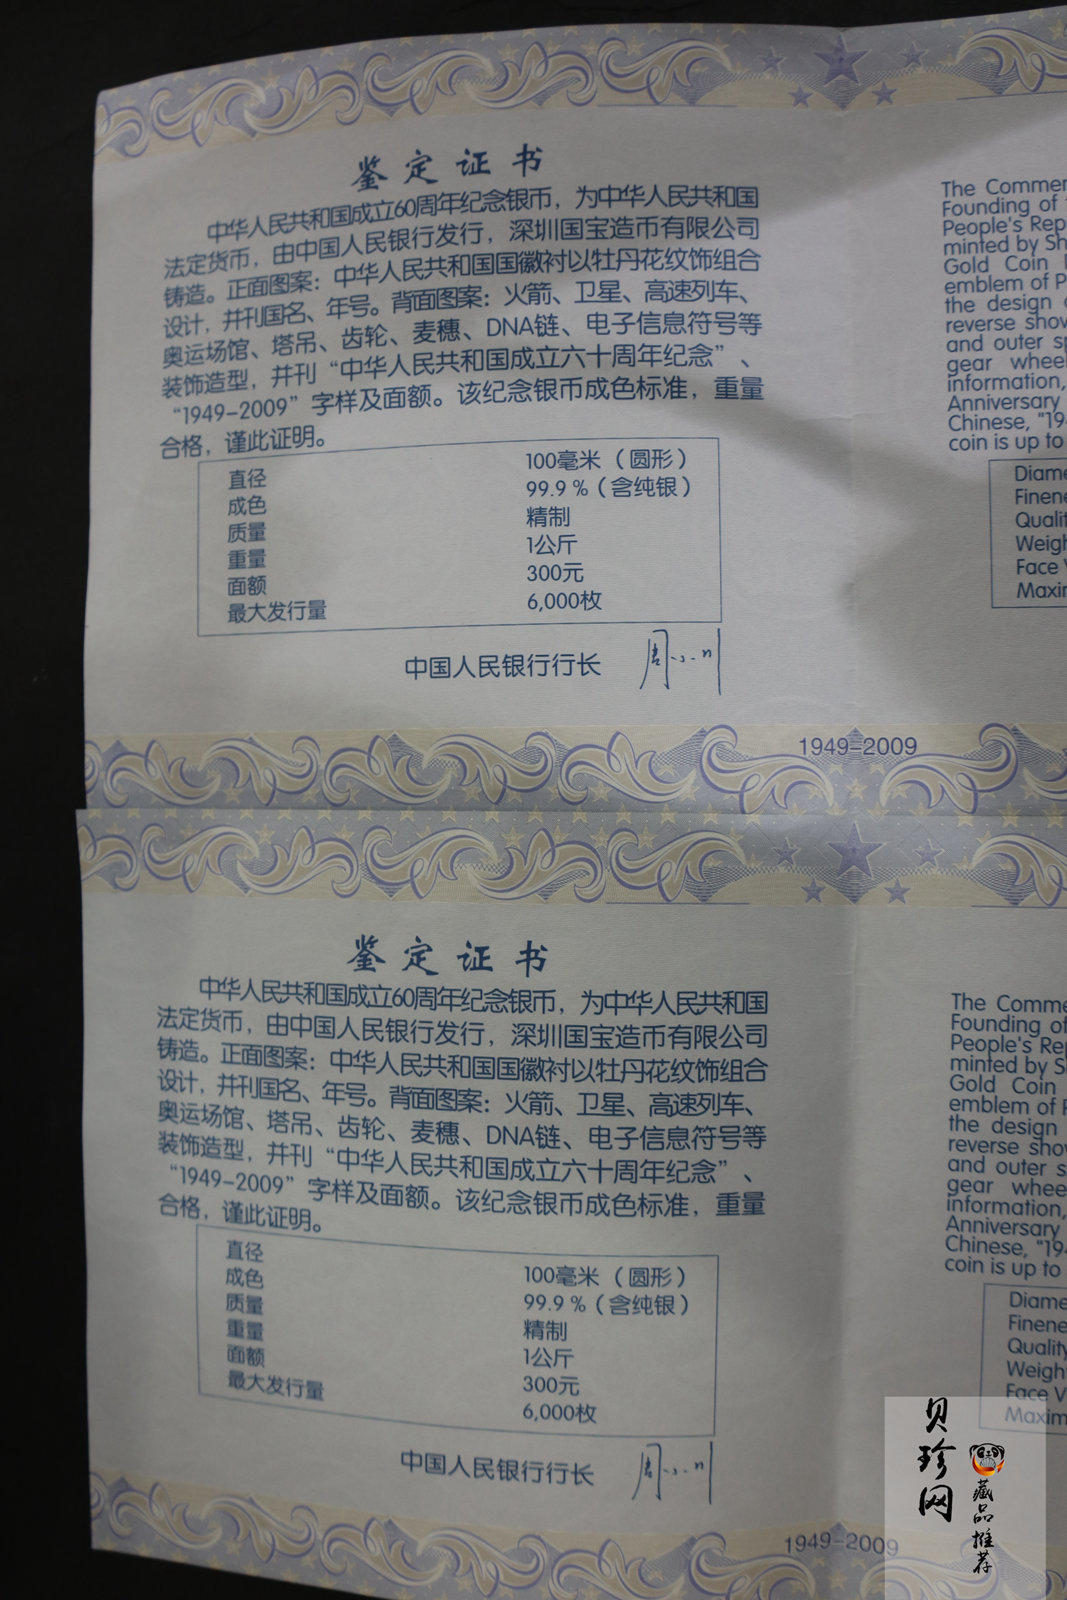 鉴定证书
中华人民共和国成立60周年纪念银币，为中华人民共和国
法定货币，由中国人民银行发行，深圳国宝造币有限公司
铸造。正面图案：中华人民共和国国徽衬以牡丹花纹饰组合
设计，并刊国名、年号。背面图案：火箭、卫星、高速列车、
奥运场馆、塔吊、齿轮、麦穗、DNA链、电子信息符号等
装饰造型，并刊“中华人民共和国成立六十周年纪念”、
“1949-2009”字样及面额。该纪念银币成色标准，重量
合格，谨此证明。
直径 100毫米（圆形）
成色 99.9%（含纯银）
质量 精制
重量 1公斤
面额 300元
最大发行量 6,000枚
中国人民银行行长 周小川
The Commer
Founding of
People's Rep
minted by Sh
Gold Coin
emblem of P
the design
reverse show
and outer sp
gear wheel
information,
Anniversary
Chinese, "19
coin is up to
Diame
Finene
Qualit
Weigh
Face V
Maxin
1949-2009
鉴定证书
中华人民共和国成立60周年纪念银币，为中华人民共和国
法定货币，由中国人民银行发行，深圳国宝造币有限公司
铸造。正面图案：中华人民共和国国徽衬以牡丹花纹饰组合
设计，并刊国名、年号。背面图案：火箭、卫星、高速列车、
奥运场馆、塔吊、齿轮、麦穗、DNA链、电子信息符号等
装饰造型，并刊“中华人民共和国成立六十周年纪念”、
“1949-2009”字样及面额。该纪念银币成色标准，重量
合格，谨此证明。
直径 100毫米（圆形）
成色 99.9%（含纯银）
质量 精制
重量 1公斤
面额 300元
最大发行量 6,000枚
中国人民银行行长 周小川
The Comme
Founding of
People's Rep
minted by S
Gold Coin
emblem of
the design
reverse sho
and outer s
gear whee
information,
Anniversary
Chinese, "19
coin is up to
Diame
Finene
Quality
Weigh
Face V
Maxim
1949-2009
贝珍网
藏品推荐